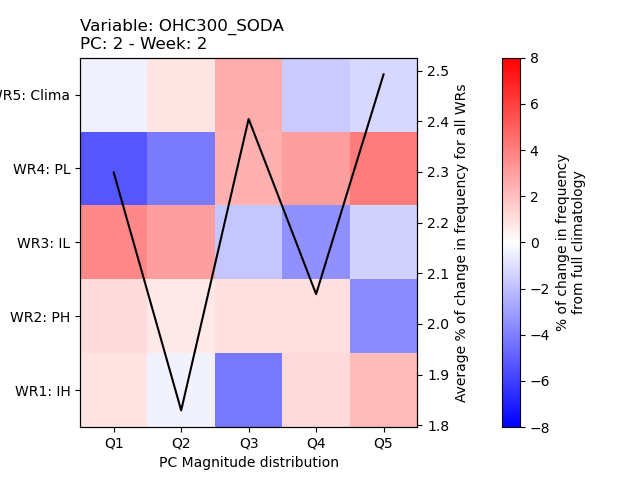 Variable: OHC300_SODA
PC: 2 - Week: 2
WR5: Clima
WR4: PL
WR3: IL
WR2: PH
WR1: IH
Q1 Q2 Q3 Q4 Q5
PC Magnitude distribution
2.5
2.4
2.3
2.2
2.1
2.0
1.9
1.8
Average % of change in frequency for all WRs
8
6
4
2
0
−2
−4
−6
−8
% of change in frequency
from full climatology